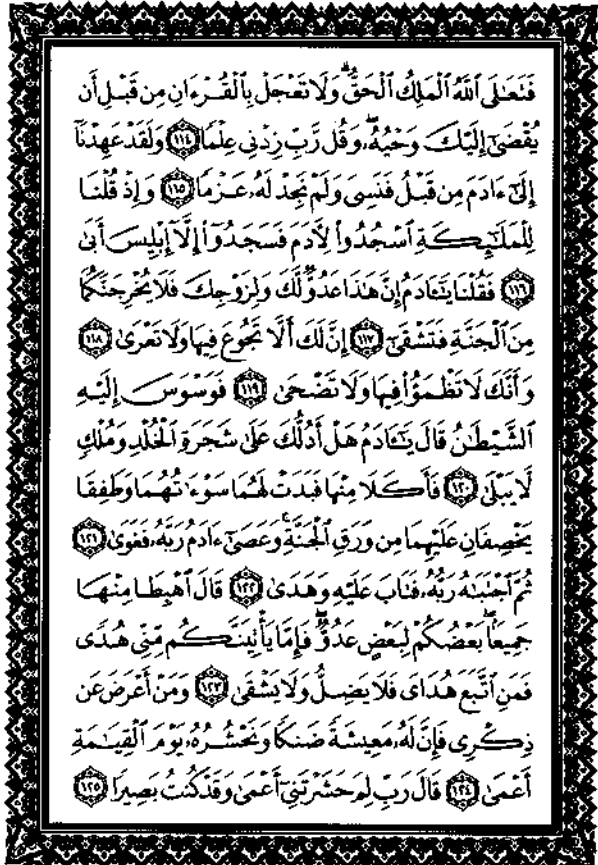 فَتَعَٰلَى ٱللَّهُ ٱلْمَلِكُ ٱلْحَقُّ ۗ وَلَا تَعْجَلْ بِٱلْقُرْءَانِ مِن قَبْلِ أَن
يُقْضَىٰٓ إِلَيْكَ وَحْيُهُۥ ۖ وَقُل رَّبِّ زِدْنِى عِلْمًا ١١٤ وَلَقَدْ عَهِدْنَآ
إِلَىٰٓ ءَادَمَ مِن قَبْلُ فَنَسِىَ وَلَمْ نَجِدْ لَهُۥ عَزْمًا ١١٥ وَإِذْ قُلْنَا
لِلْمَلَٰٓئِكَةِ ٱسْجُدُوا۟ لِءَادَمَ فَسَجَدُوٓا۟ إِلَّآ إِبْلِيسَ أَبَىٰ
١١٦ فَقُلْنَا يَٰٓـَٔادَمُ إِنَّ هَٰذَا عَدُوٌّ لَّكَ وَلِزَوْجِكَ فَلَا يُخْرِجَنَّكُمَا
مِنَ ٱلْجَنَّةِ فَتَشْقَىٰٓ ١١٧ إِنَّ لَكَ أَلَّا تَجُوعَ فِيهَا وَلَا تَعْرَىٰ ١١٨
وَأَنَّكَ لَا تَظْمَؤُا۟ فِيهَا وَلَا تَضْحَىٰ ١١٩ فَوَسْوَسَ إِلَيْهِ
ٱلشَّيْطَٰنُ قَالَ يَٰٓـَٔادَمُ هَلْ أَدُلُّكَ عَلَىٰ شَجَرَةِ ٱلْخُلْدِ وَمُلْكٍ
لَّا يَبْلَىٰ ١٢٠ فَأَكَلَا مِنْهَا فَبَدَتْ لَهُمَا سَوْءَٰتُهُمَا وَطَفِقَا
يَخْصِفَانِ عَلَيْهِمَا مِن وَرَقِ ٱلْجَنَّةِ ۚ وَعَصَىٰٓ ءَادَمُ رَبَّهُۥ فَغَوَىٰ ١٢١
ثُمَّ ٱجْتَبَٰهُ رَبُّهُۥ فَتَابَ عَلَيْهِ وَهَدَىٰ ١٢٢ قَالَ ٱهْبِطَا مِنْهَا
جَمِيعًۢا ۖ بَعْضُكُمْ لِبَعْضٍ عَدُوٌّ ۖ فَإِمَّا يَأْتِيَنَّكُم مِّنِّى هُدًى
فَمَنِ ٱتَّبَعَ هُدَاىَ فَلَا يَضِلُّ وَلَا يَشْقَىٰ ١٢٣ وَمَنْ أَعْرَضَ عَن
ذِكْرِى فَإِنَّ لَهُۥ مَعِيشَةً ضَنكًا وَنَحْشُرُهُۥ يَوْمَ ٱلْقِيَٰمَةِ
أَعْمَىٰ ١٢٤ قَالَ رَبِّ لِمَ حَشَرْتَنِىٓ أَعْمَىٰ وَقَدْ كُنتُ بَصِيرًا ١٢٥